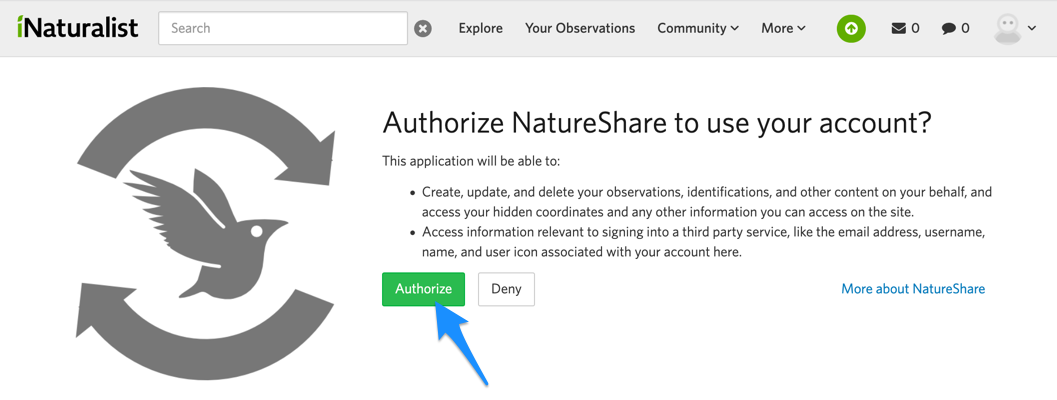 iNaturalist Search Explore Your Observations Community More 0 0
Authorize NatureShare to use your account?
This application will be able to:
• Create, update, and delete your observations, identifications, and other content on your behalf, and
access your hidden coordinates and any other information you can access on the site.
• Access information relevant to signing into a third party service, like the email address, username,
name, and user icon associated with your account here.
Authorize Deny More about NatureShare